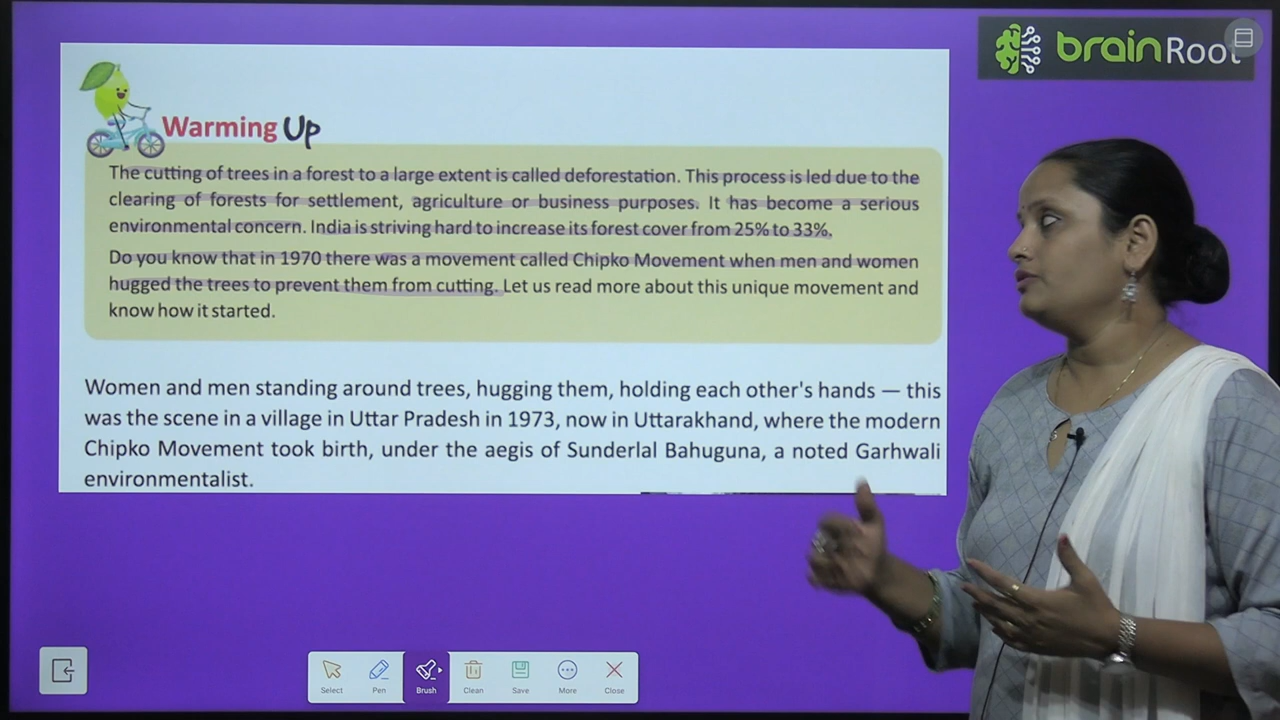 brainRoot
Warming Up
The cutting of trees in a forest to a large extent is called deforestation. This process is led due to the
clearing of forests for settlement, agriculture or business purposes. It has become a serious
environmental concern. India is striving hard to increase its forest cover from 25% to 33%.
Do you know that in 1970 there was a movement called Chipko Movement when men and women
hugged the trees to prevent them from cutting. Let us read more about this unique movement and
know how it started.
Women and men standing around trees, hugging them, holding each other's hands — this
was the scene in a village in Uttar Pradesh in 1973, now in Uttarakhand, where the modern
Chipko Movement took birth, under the aegis of Sunderlal Bahuguna, a noted Garhwali
environmentalist.
Select Pen Brush Clean Save More Close